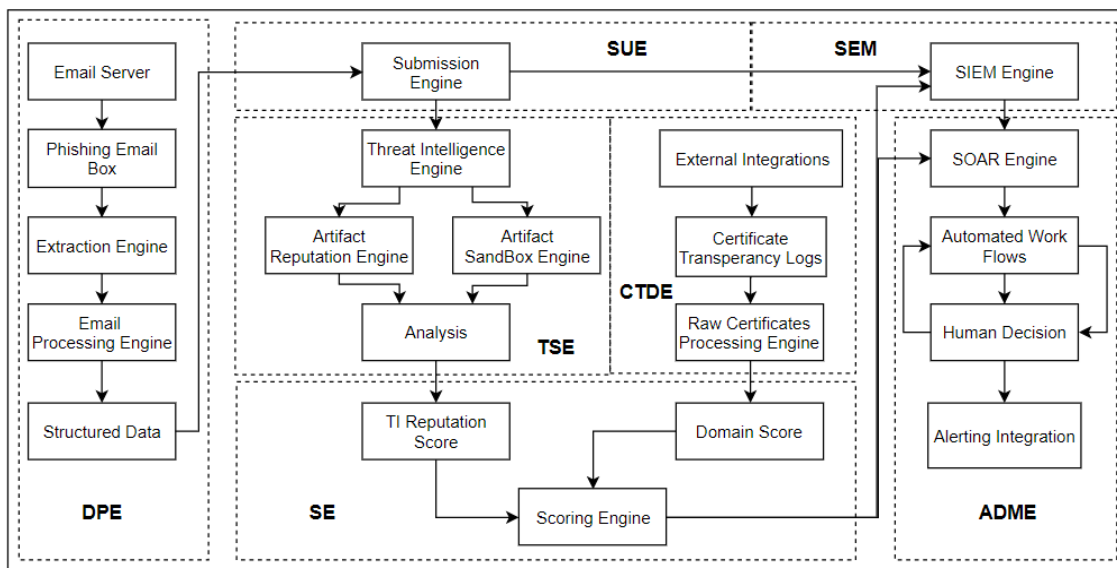 Email Server
Phishing Email
Box
Extraction Engine
Email
Processing Engine
Structured Data
DPE
Submission
Engine
SUE
SEM
SIEM Engine
Threat Intelligence
Engine
Artifact
Reputation Engine
Artifact
SandBox Engine
Analysis
TSE
External Integrations
Certificate
Transperancy Logs
CTDE
Raw Certificates
Processing Engine
TI Reputation
Score
Domain Score
Scoring Engine
SE
SOAR Engine
Automated Work
Flows
Human Decision
Alerting Integration
ADME